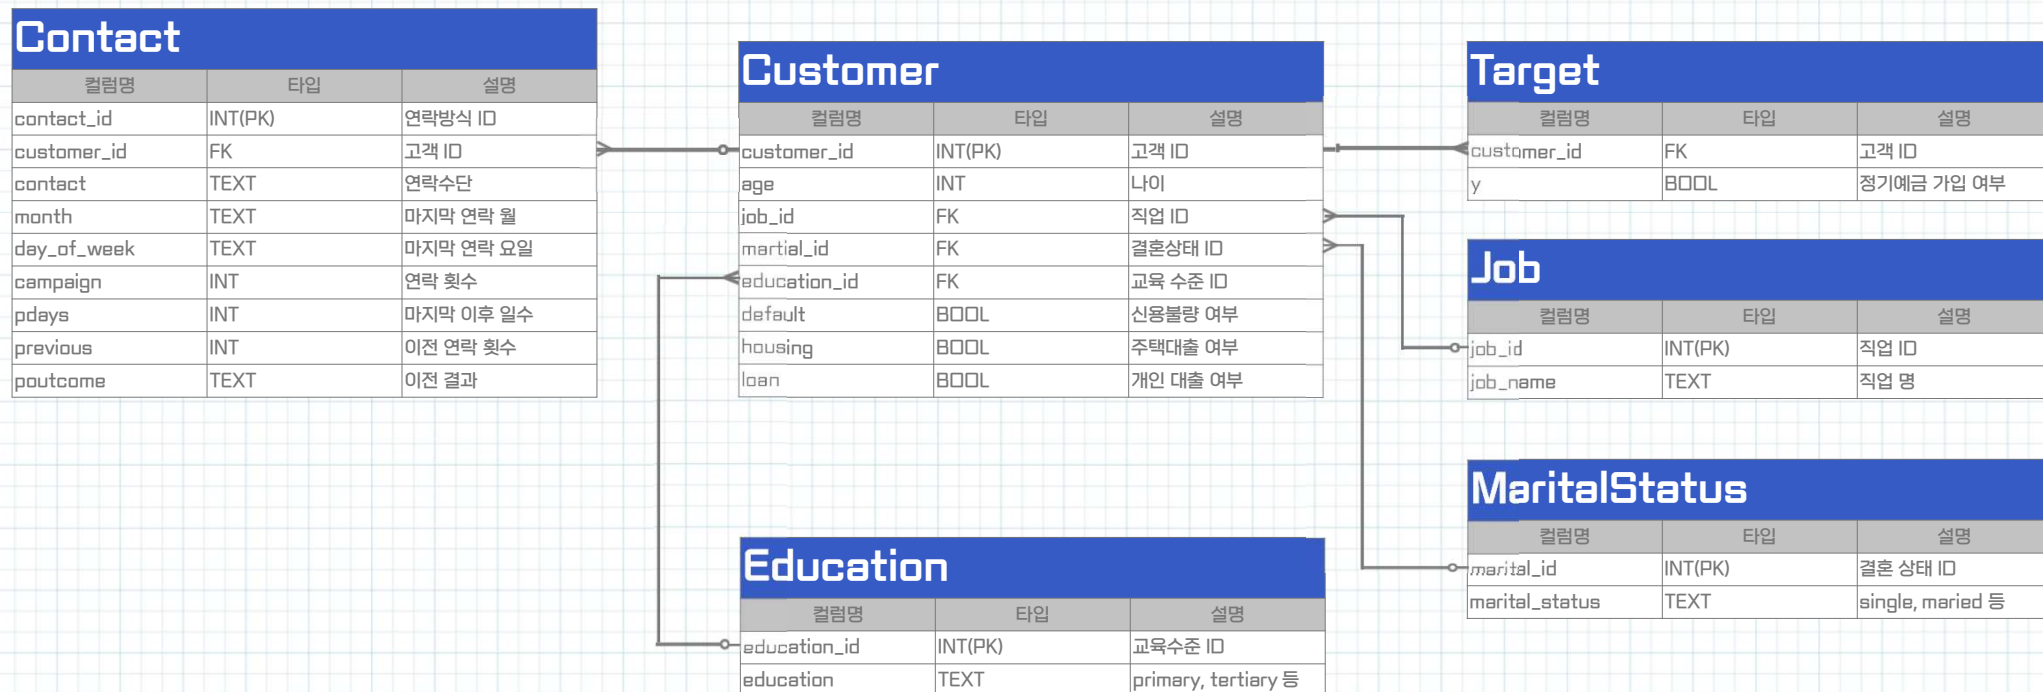 Contact
컬럼명 타입 설명
contact_id INT(PK) 연락방식 ID
customer_id FK 고객 ID
contact TEXT 연락수단
month TEXT 마지막 연락 월
day_of_week TEXT 마지막 연락 요일
campaign INT 연락 횟수
pdays INT 마지막 이후 일수
previous INT 이전 연락 횟수
poutcome TEXT 이전 결과
Customer
컬럼명 타입 설명
customer_id INT(PK) 고객 ID
age INT 나이
job_id FK 직업 ID
martial_id FK 결혼상태 ID
education_id FK 교육 수준 ID
default BOOL 신용불량 여부
housing BOOL 주택대출 여부
loan BOOL 개인 대출 여부
Target
컬럼명 타입 설명
customer_id FK 고객 ID
y BOOL 정기예금 가입 여부
Job
컬럼명 타입 설명
job_id INT(PK) 직업 ID
job_name TEXT 직업 명
MaritalStatus
컬럼명 타입 설명
marital_id INT(PK) 결혼 상태 ID
marital_status TEXT single, maried 등
Education
컬럼명 타입 설명
education_id INT(PK) 교육수준 ID
education TEXT primary, tertiary 등